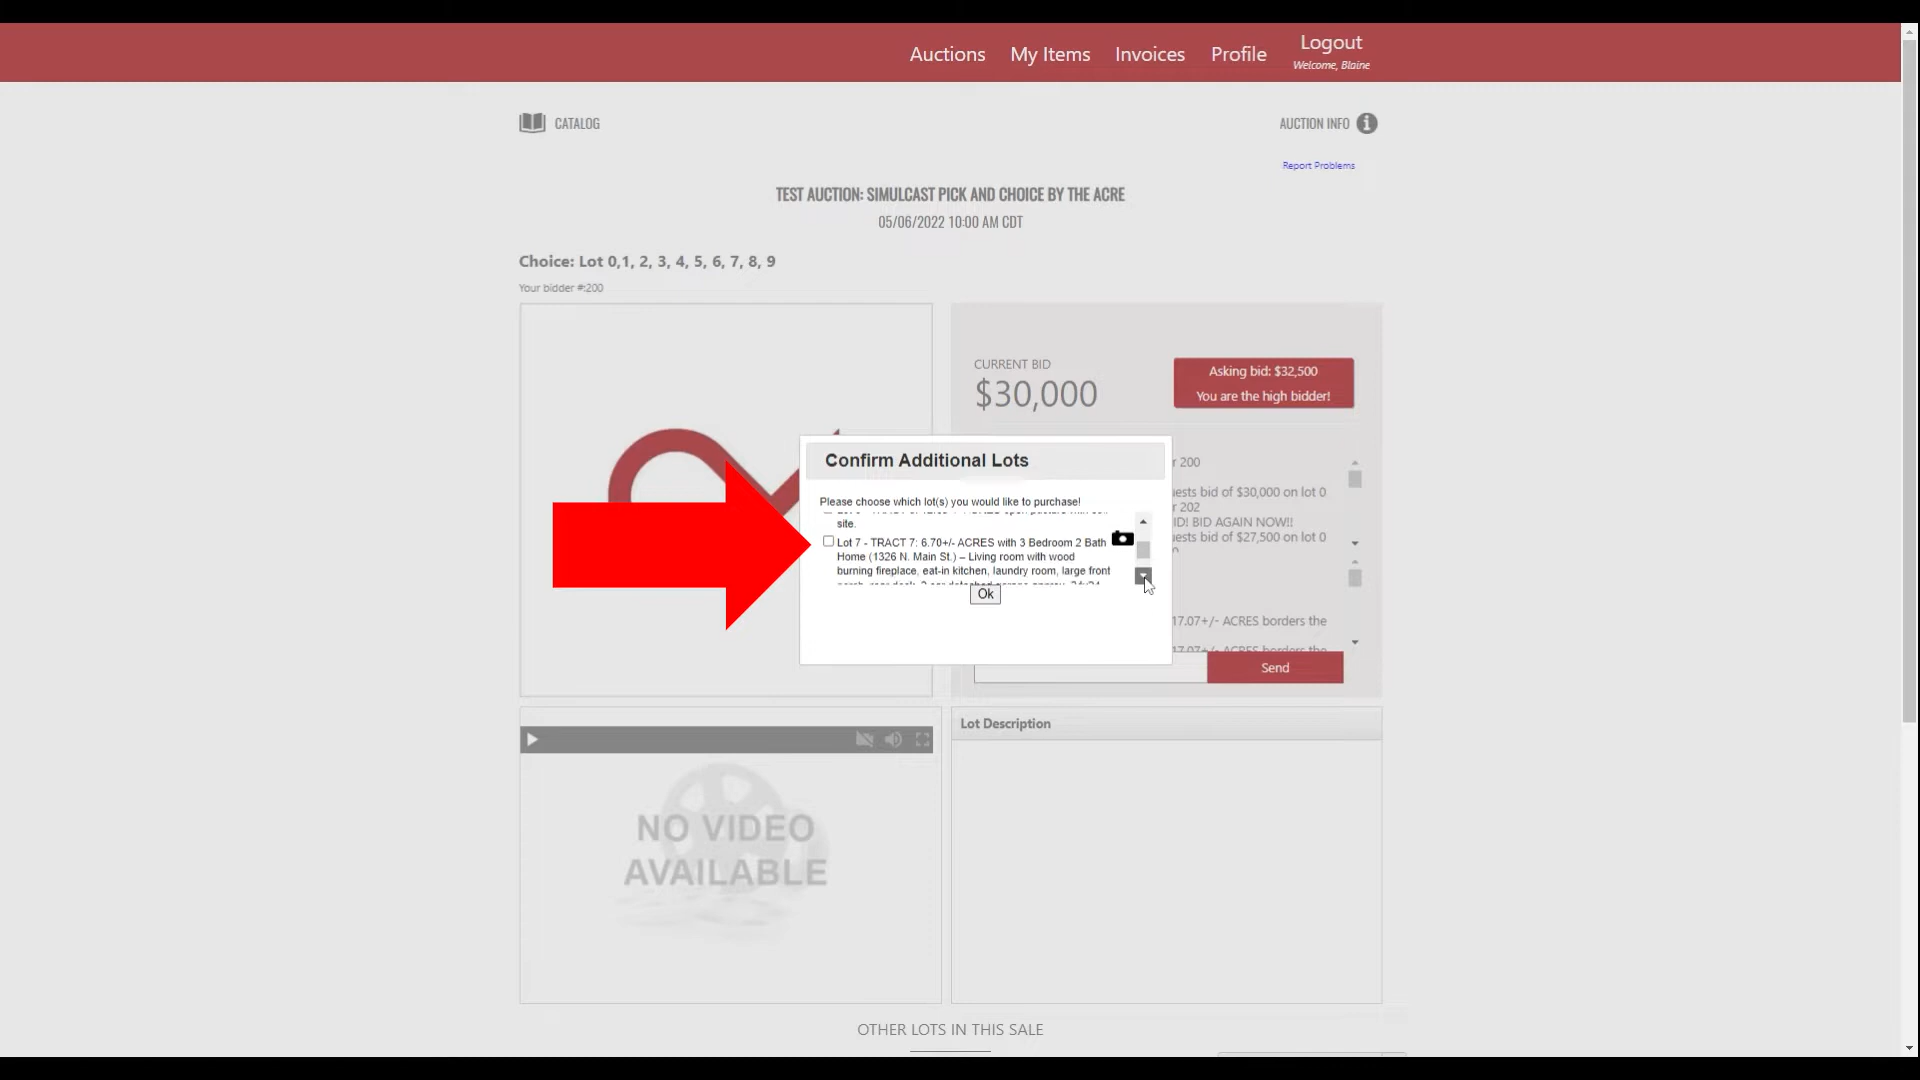 Auctions My Items Invoices Profile Logout
Welcome, Blaine
CATALOG
AUCTION INFO
Report Problems
TEST AUCTION: SIMULCAST PICK AND CHOICE BY THE ACRE
05/06/2022 10:00 AM CDT
Choice: Lot 0,1, 2, 3, 4, 5, 6, 7, 8, 9
Your bidder #:200
CURRENT BID
$30,000
Asking bid: $32,500
You are the high bidder!
Confirm Additional Lots
Please choose which lot(s) you would like to purchase!
site.
Lot 7 - TRACT 7: 6.70+/- ACRES with 3 Bedroom 2 Bath
Home (1326 N. Main St.) – Living room with wood
burning fireplace, eat-in kitchen, laundry room, large front
Ok
r 200
ests bid of $30,000 on lot 0
r 202
ID! BID AGAIN NOW!!
ests bid of $27,500 on lot 0
17.07+/- ACRES borders the
17.07+/- ACRES borders the
Send
Lot Description
NO VIDEO
AVAILABLE
OTHER LOTS IN THIS SALE